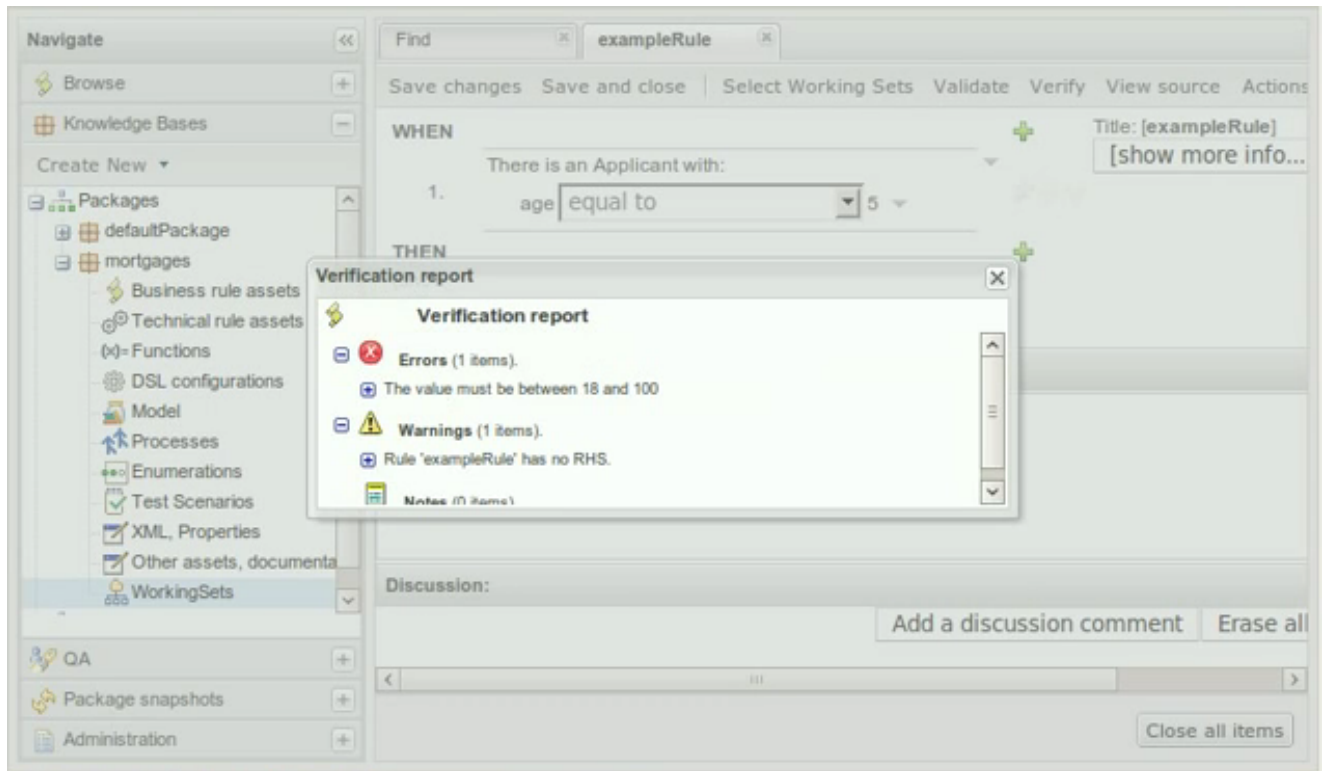 Navigate
Browse
Knowledge Bases
Create New
Packages
defaultPackage
mortgages
Business rule assets
Technical rule assets
(x)= Functions
DSL configurations
Model
Processes
Enumerations
Test Scenarios
XML, Properties
Other assets, documenta
WorkingSets
QA
Package snapshots
Administration
Find exampleRule
Save changes Save and close Select Working Sets Validate Verify View source Actions
WHEN
There is an Applicant with:
1.
age equal to 5
THEN
Title: [exampleRule]
[show more info...
Verification report
Verification report
Errors (1 items).
The value must be between 18 and 100
Warnings (1 items).
Rule 'exampleRule' has no RHS.
Notes (0 items)
Discussion:
Add a discussion comment Erase all
Close all items